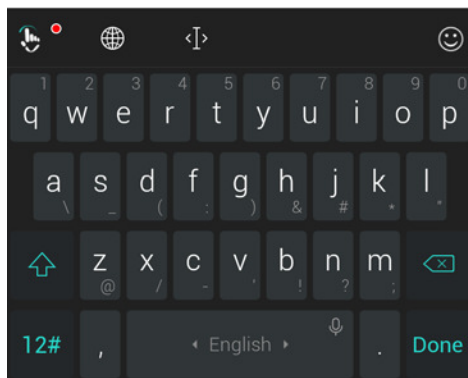 1 2 3 4 5 6 7 8 9 0
q w e r t y u i o p
a s d f g h j k l
\ _ ( : ) & # * "
z x c v b n m
@ / - ' ! ? ;
12# , English . Done